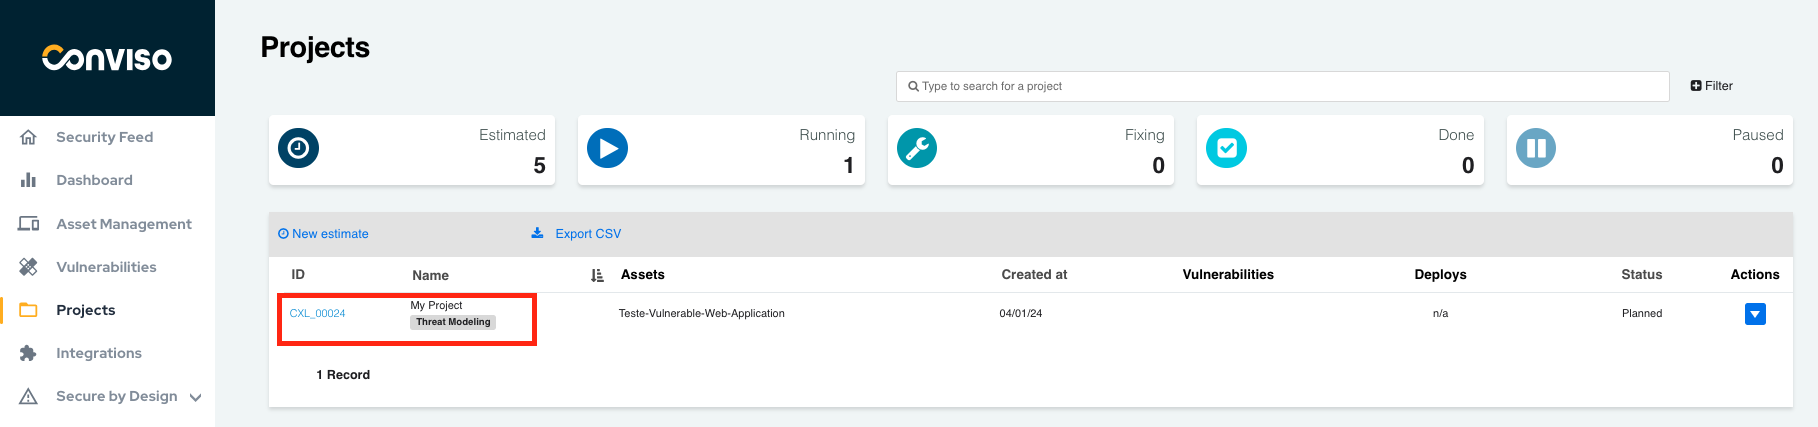 Conviso
Projects
Type to search for a project
Filter
Security Feed
Dashboard
Asset Management
Vulnerabilities
Projects
Integrations
Secure by Design
Estimated
5
Running
1
Fixing
0
Done
0
Paused
0
New estimate Export CSV
ID Name Assets Created at Vulnerabilities Deploys Status Actions
CXL_00024 My Project Teste-Vulnerable-Web-Application 04/01/24 n/a Planned
Threat Modeling
1 Record